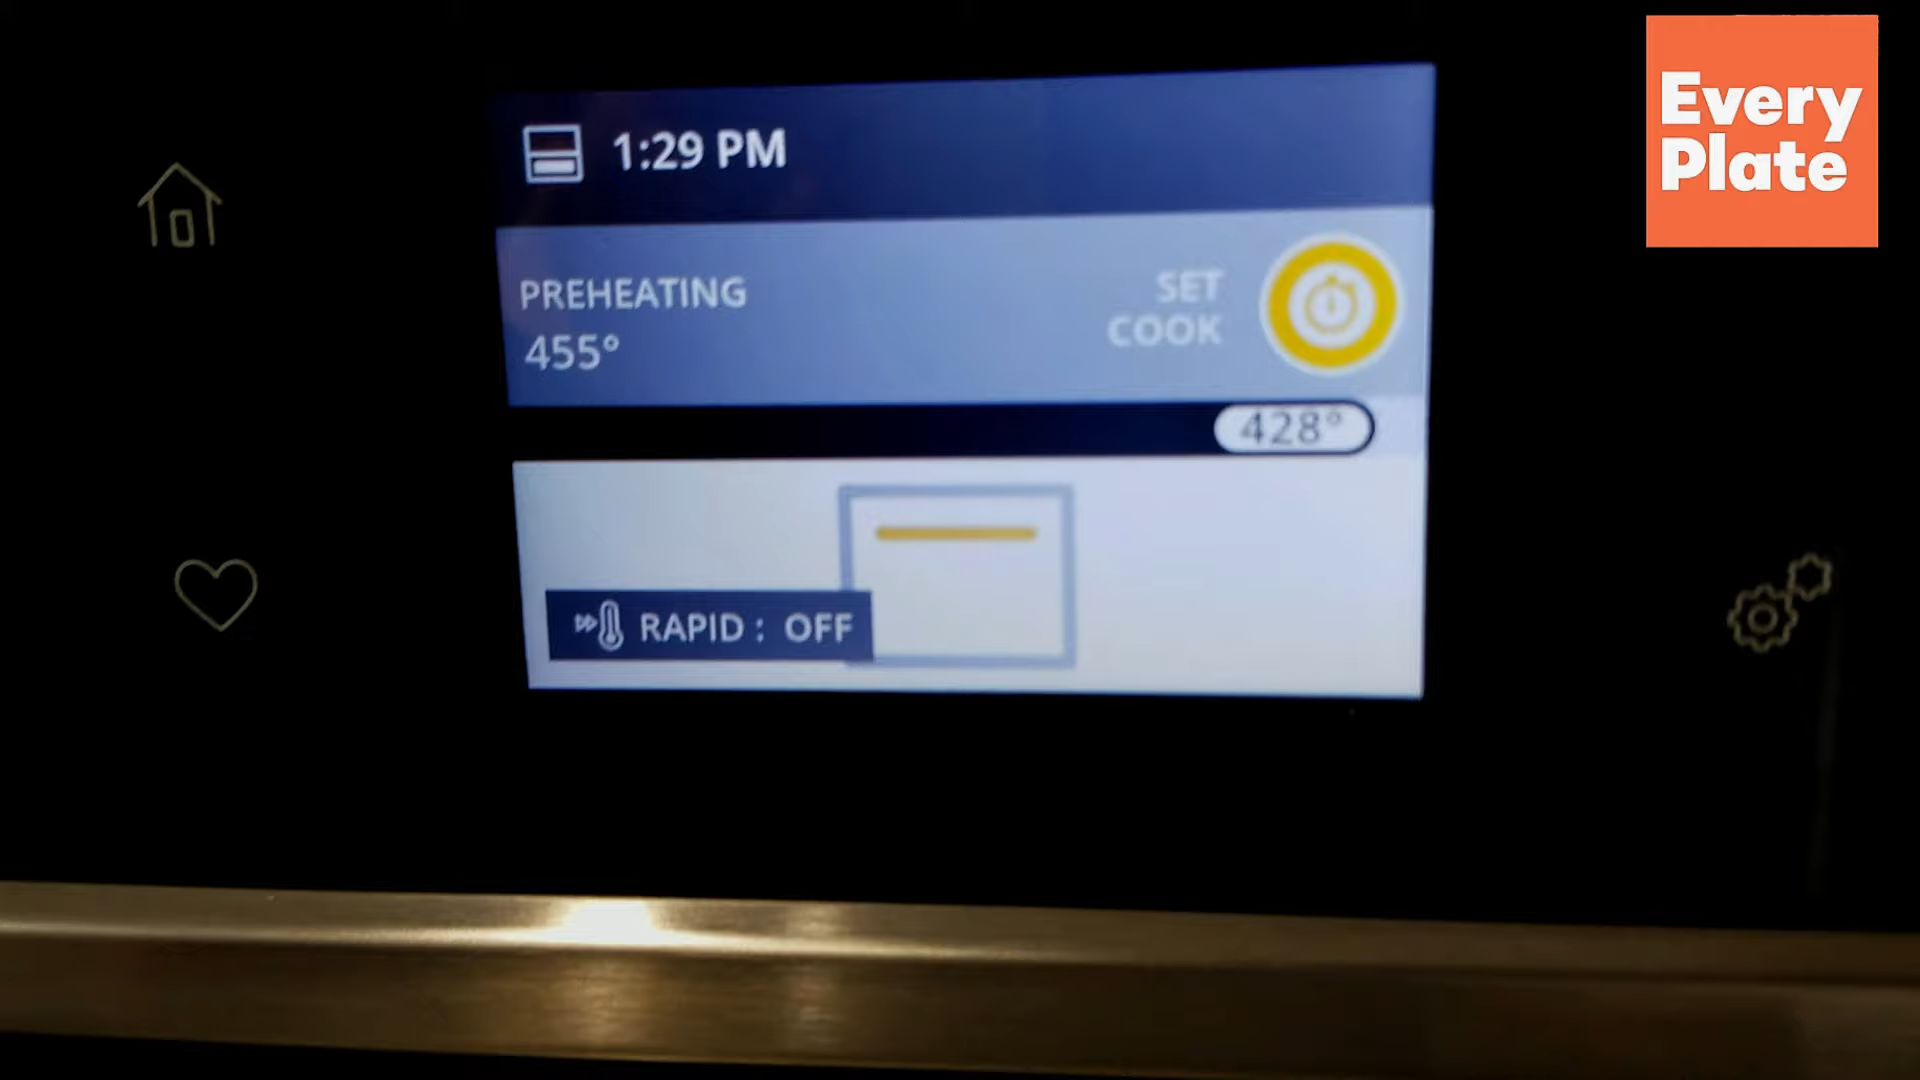 1:29 PM
PREHEATING
455°
SET
COOK
428°
RAPID : OFF
Every
Plate